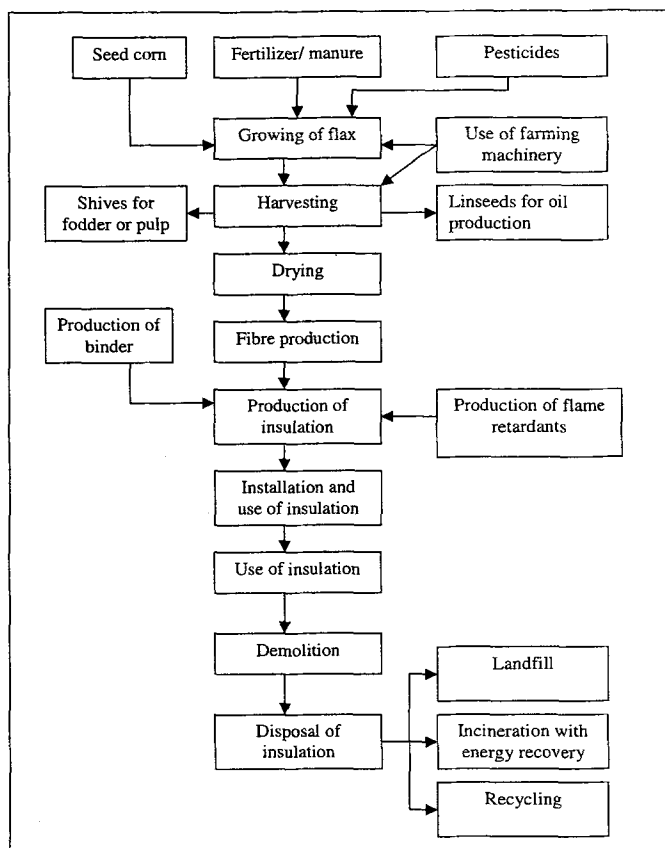 Seed corn
Fertilizer/ manure
Pesticides
Growing of flax
Use of farming
machinery
Shives for
fodder or pulp
Harvesting
Linseeds for oil
production
Drying
Production of
binder
Fibre production
Production of
insulation
Production of flame
retardants
Installation and
use of insulation
Use of insulation
Demolition
Landfill
Disposal of
insulation
Incineration with
energy recovery
Recycling